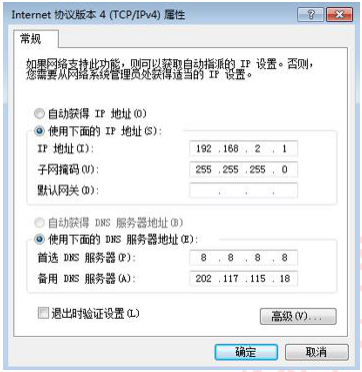 Internet 协议版本 4 (TCP/IPv4) 属性
常规
如果网络支持此功能，则可以获取自动指派的 IP 设置。否则，
您需要从网络系统管理员处获得适当的 IP 设置。
自动获得 IP 地址(O)
使用下面的 IP 地址(S):
IP 地址(I): 192 .168 . 2 . 1
子网掩码(U): 255 .255 .255 . 0
默认网关(D): . . .
自动获得 DNS 服务器地址(B)
使用下面的 DNS 服务器地址(E):
首选 DNS 服务器(P): 8 . 8 . 8 . 8
备用 DNS 服务器(A): 202 .117 .115 .18
退出时验证设置(L)
高级(V)...
确定 取消